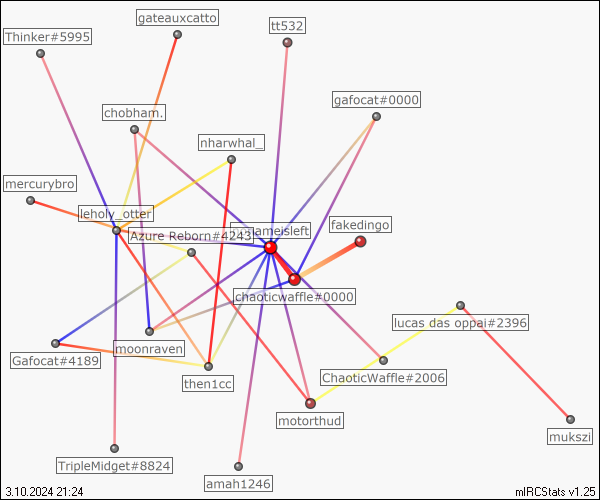 gateauxcatto
tt532
Thinker#5995
gafocat#0000
chobham.
nharwhal_
mercurybro
leholy_otter
fakedingo
Azure Reborn#4243
ameisleft
chaoticwaffle#0000
lucas das oppai#2396
moonraven
Gafocat#4189
ChaoticWaffle#2006
then1cc
motorthud
mukszi
TripleMidget#8824
amah1246
3.10.2024 21:24
mIRCStats v1.25